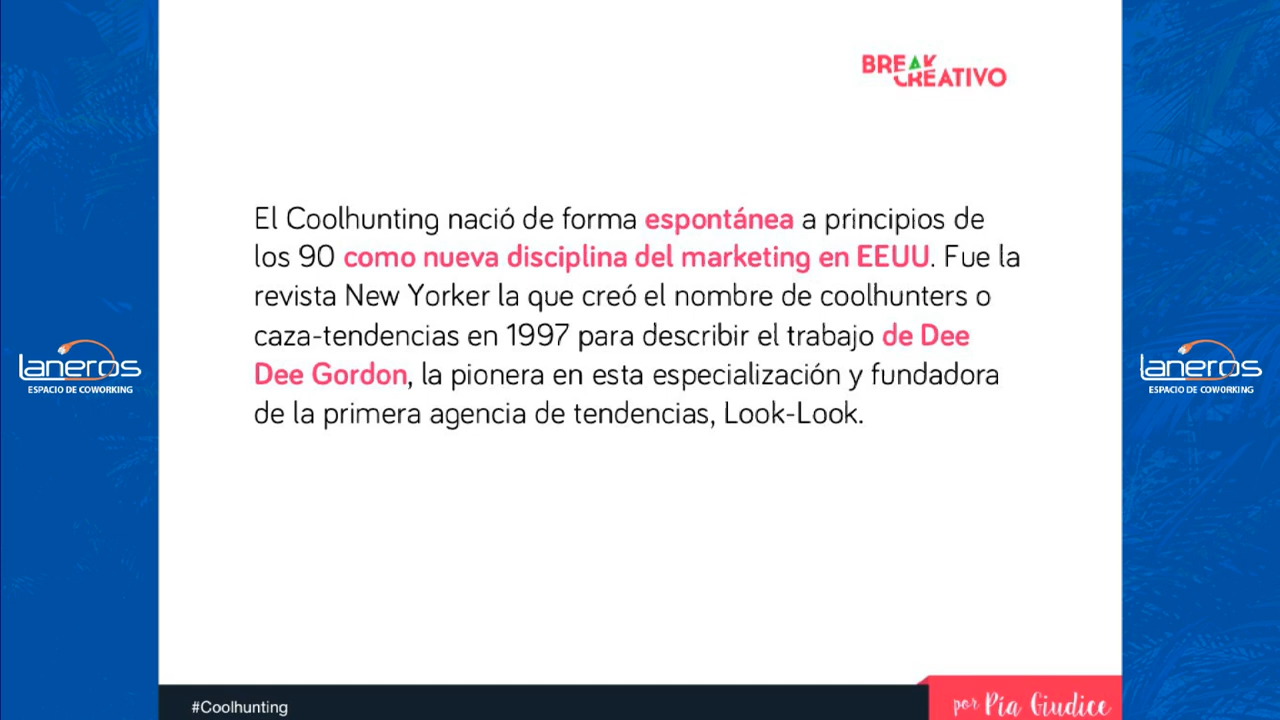 BREAK
CREATIVO
El Coolhunting nació de forma espontánea a principios de
los 90 como nueva disciplina del marketing en EEUU. Fue la
revista New Yorker la que creó el nombre de coolhunters o
caza-tendencias en 1997 para describir el trabajo de Dee
Dee Gordon, la pionera en esta especialización y fundadora
de la primera agencia de tendencias, Look-Look.
Laneros
ESPACIO DE COWORKING
Laneros
ESPACIO DE COWORKING
#Coolhunting
por Pía Giudice